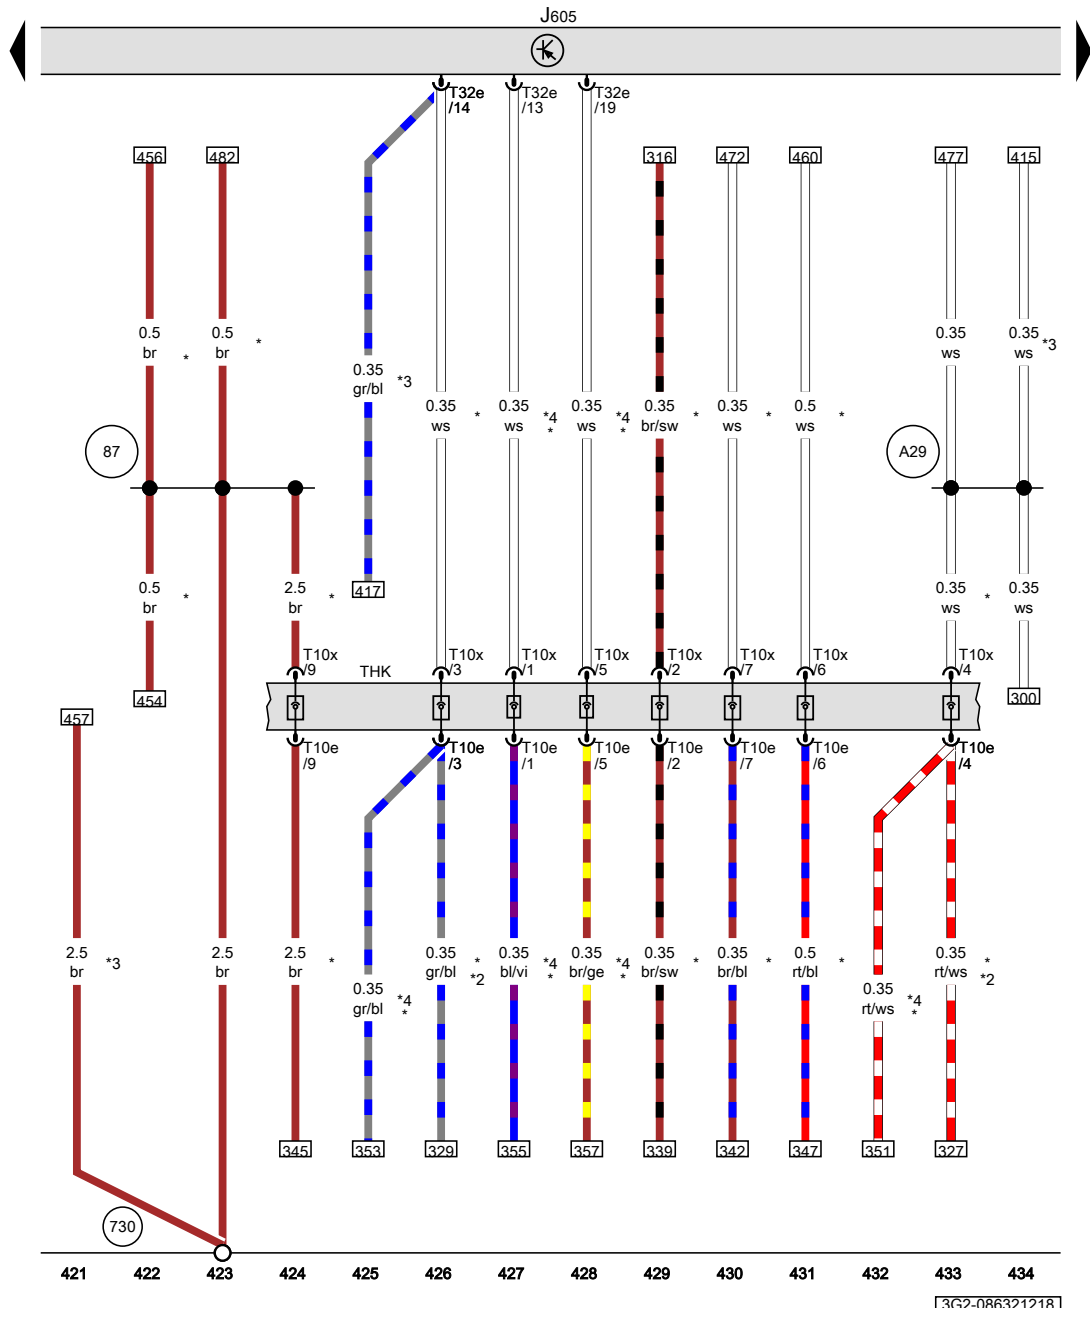 J605
T32e T32e T32e
/14 /13 /19
456 482 316 472 460 477 415
0.5 0.5 0.35 0.35
br * br * ws ws *3
0.35
gr/bl *3
0.35 0.35 0.35 0.35 0.35 0.5
ws * ws *4 * ws *4 * br/sw * ws * ws *
87 A29
0.5 2.5 0.35 0.35
br * br * ws * ws
417
T10x T10x T10x T10x T10x T10x T10x T10x
/9 /3 /1 /5 /2 /7 /6 /4
THK
454 300
457
T10e T10e T10e T10e T10e T10e T10e T10e
/9 /3 /1 /5 /2 /7 /6 /4
2.5 2.5 2.5 0.35 0.35 0.35 0.35 0.35 0.5 0.35
br *3 br br * gr/bl * *2 bl/vi *4 * br/ge *4 * br/sw * br/bl * rt/bl * rt/ws * *2
0.35 0.35
gr/bl *4 * rt/ws *4 *
345 353 329 355 357 339 342 347 351 327
730
421 422 423 424 425 426 427 428 429 430 431 432 433 434
3G2-086321218